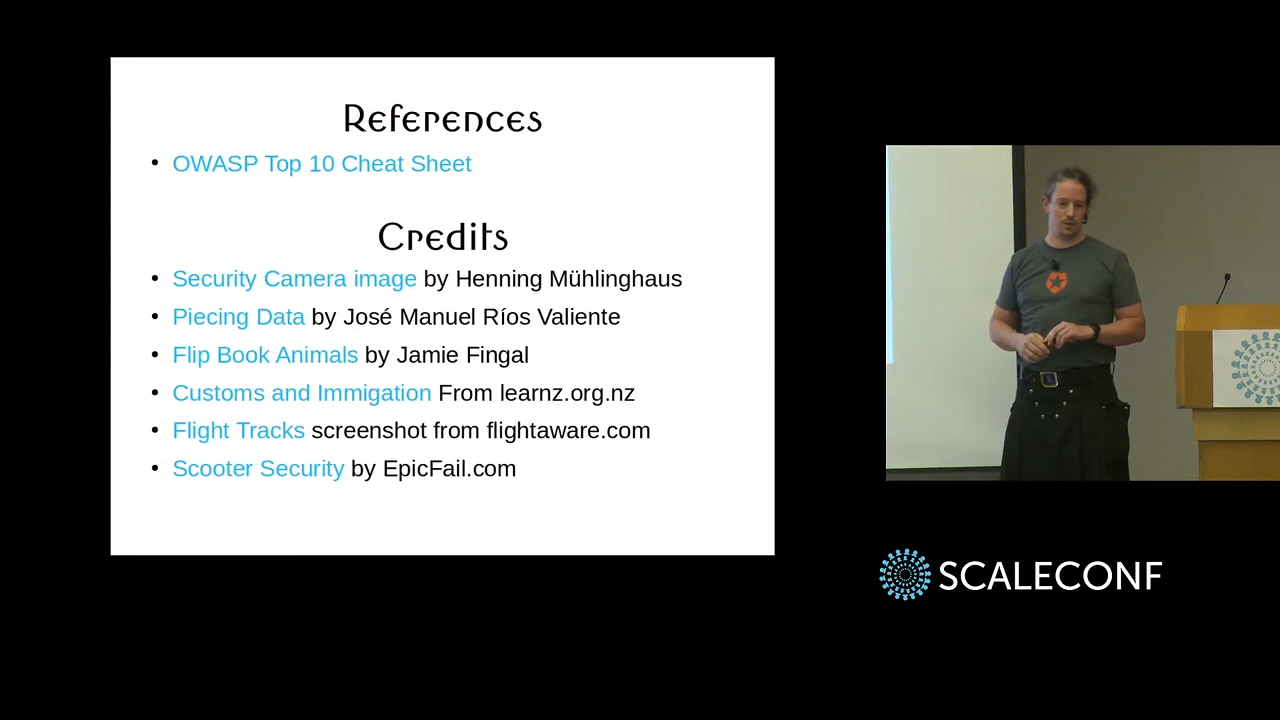 References
OWASP Top 10 Cheat Sheet
Credits
Security Camera image by Henning Mühlinghaus
Piecing Data by José Manuel Ríos Valiente
Flip Book Animals by Jamie Fingal
Customs and Immigation From learnz.org.nz
Flight Tracks screenshot from flightaware.com
Scooter Security by EpicFail.com
SCALECONF